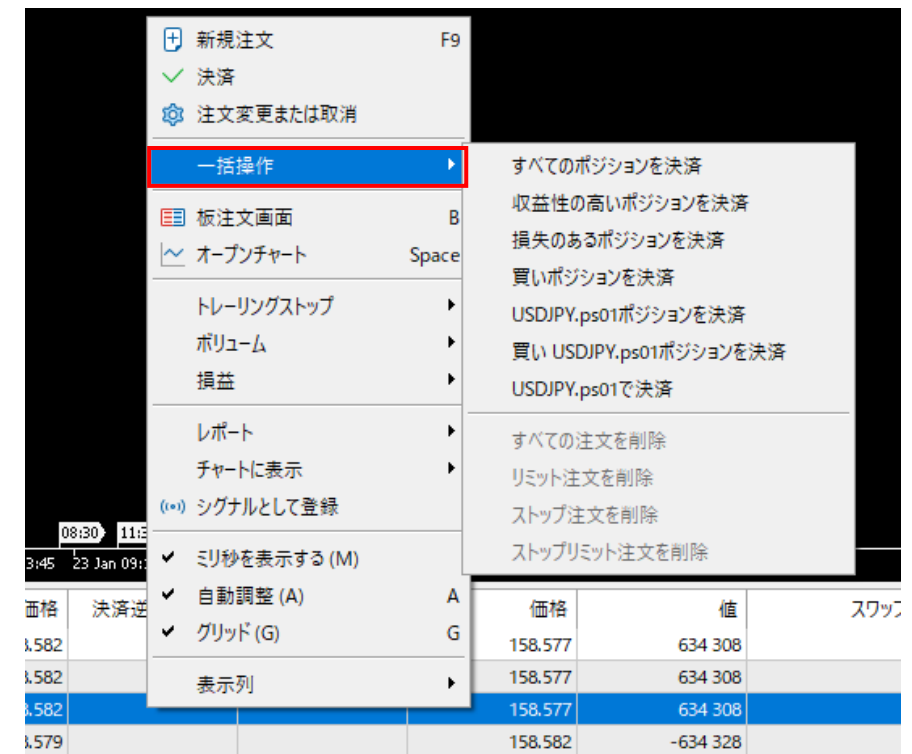 新規注文 F9
決済
注文変更または取消
一括操作
板注文画面 B
オープンチャート Space
トレーリングストップ
ボリューム
損益
レポート
チャートに表示
シグナルとして登録
ミリ秒を表示する (M)
自動調整 (A) A
グリッド (G) G
表示列
すべてのポジションを決済
収益性の高いポジションを決済
損失のあるポジションを決済
買いポジションを決済
USDJPY.ps01ポジションを決済
買い USDJPY.ps01ポジションを決済
USDJPY.ps01で決済
すべての注文を削除
リミット注文を削除
ストップ注文を削除
ストップリミット注文を削除
08:30
3:45 23 Jan 09:
価格 決済逆 価格 値 スワップ
.582 158.577 634 308
.582 158.577 634 308
.582 158.577 634 308
.579 158.582 -634 328